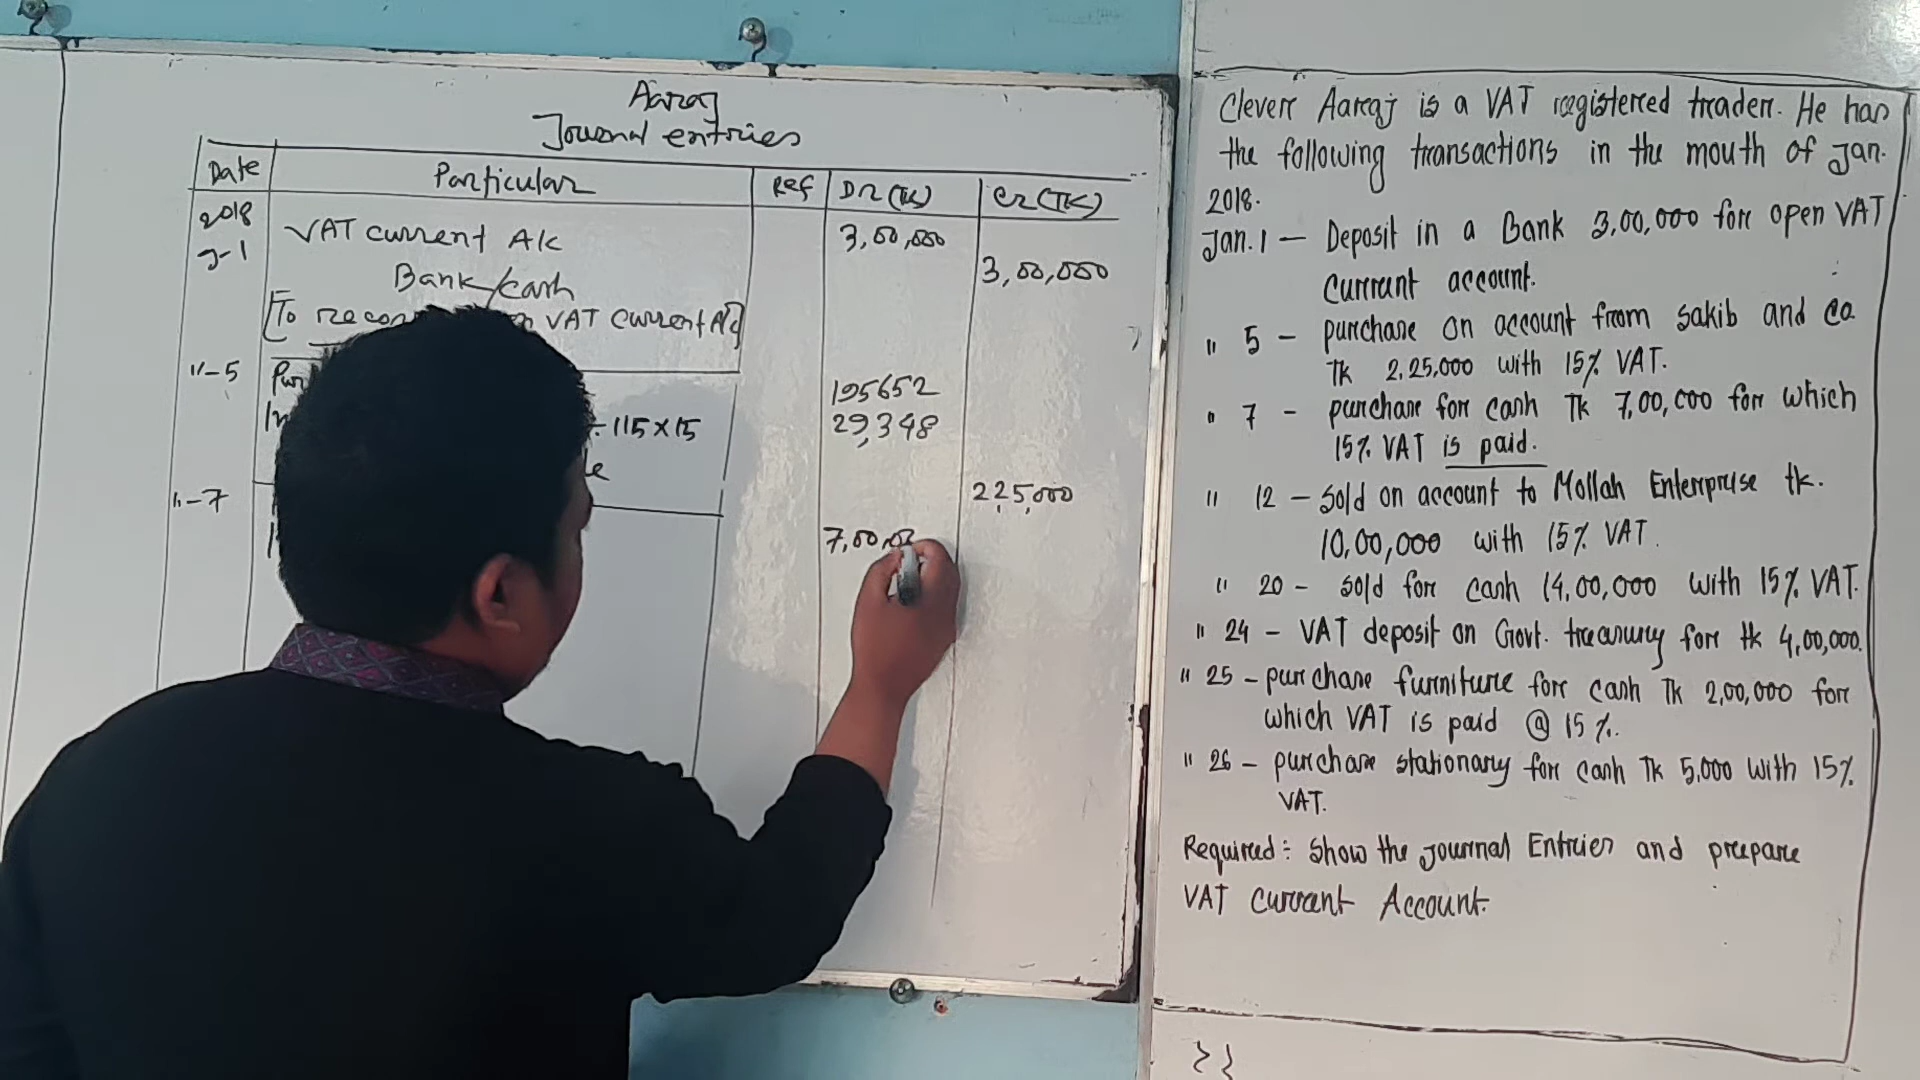 Aaraj
Journal entries
Date Particular Ref Dr (TK) Cr (TK)
2018
J-1 VAT current A/c 3,00,000
Bank/cash 3,00,000
[To recor VAT current A/c]
"-5 Pur 195652
÷ 115 × 15 29,348
225,000
"-7
7,00,00
Clever Aaraj is a VAT registered trader. He has
the following transactions in the mouth of Jan.
2018.
Jan. 1 – Deposit in a Bank 3,00,000 for open VAT
Currant account.
" 5 – purchase on account from sakib and co.
Tk 2,25,000 with 15% VAT.
" 7 – purchase for cash Tk 7,00,000 for which
15% VAT is paid.
" 12 – Sold on account to Mollah Enterprise tk.
10,00,000 with 15% VAT.
" 20 – sold for cash 14,00,000 with 15% VAT.
" 24 – VAT deposit on Govt. treasurey for tk 4,00,000.
" 25 – purchase furniture for cash Tk 2,00,000 for
which VAT is paid @ 15%.
" 26 – purchase stationary for cash Tk 5,000 with 15%
VAT.
Required: Show the Journal Entries and prepare
VAT Currant Account.